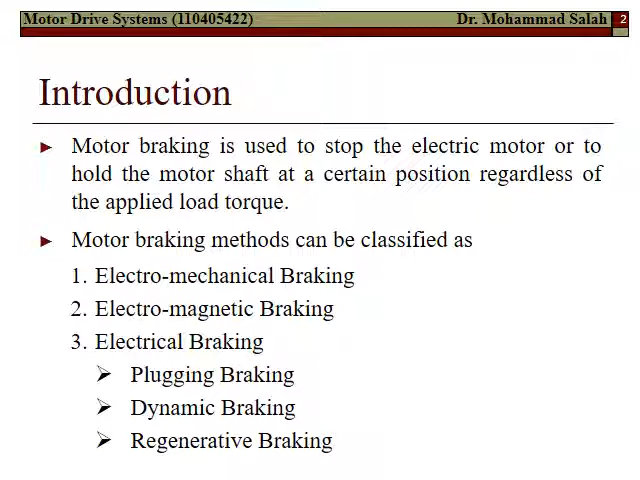 Motor Drive Systems (110405422) Dr. Mohammad Salah 2
Introduction
► Motor braking is used to stop the electric motor or to
hold the motor shaft at a certain position regardless of
the applied load torque.
► Motor braking methods can be classified as
1. Electro-mechanical Braking
2. Electro-magnetic Braking
3. Electrical Braking
➢ Plugging Braking
➢ Dynamic Braking
➢ Regenerative Braking